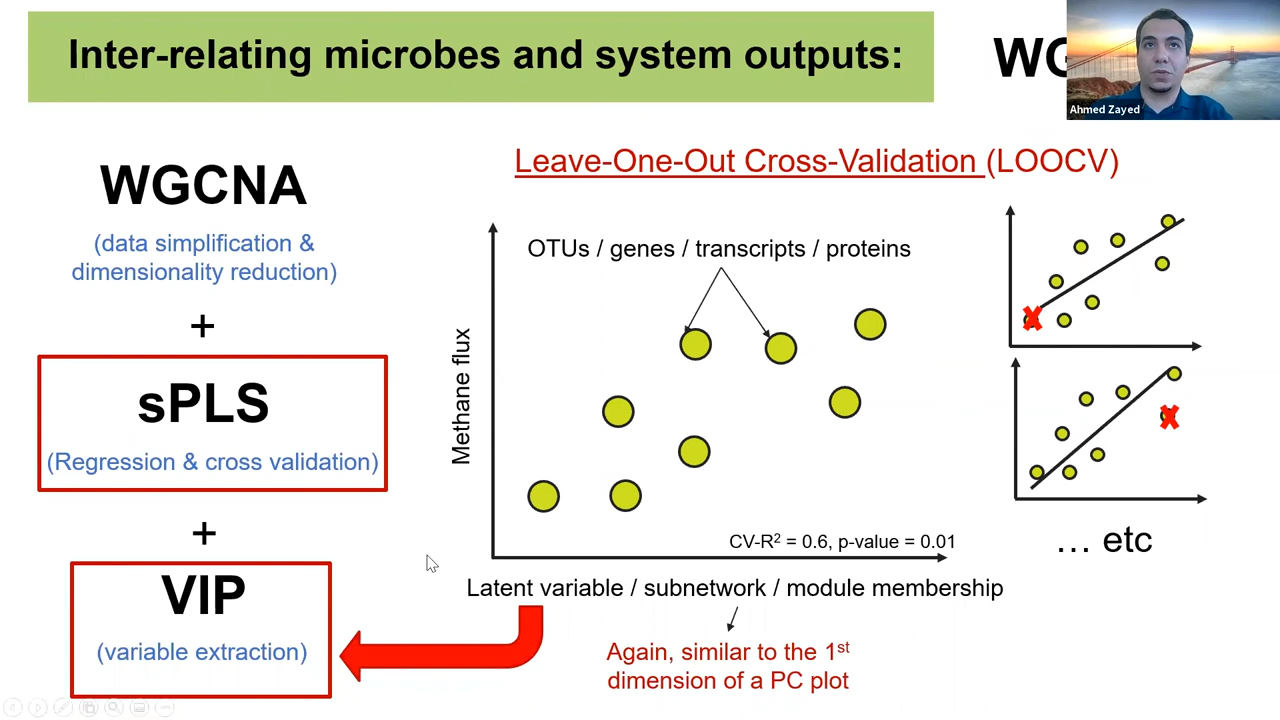 Inter-relating microbes and system outputs:
WG
Ahmed Zayed
WGCNA
(data simplification &
dimensionality reduction)
+
sPLS
(Regression & cross validation)
+
VIP
(variable extraction)
Leave-One-Out Cross-Validation (LOOCV)
OTUs / genes / transcripts / proteins
Methane flux
CV-R² = 0.6, p-value = 0.01
Latent variable / subnetwork / module membership
Again, similar to the 1st
dimension of a PC plot
… etc